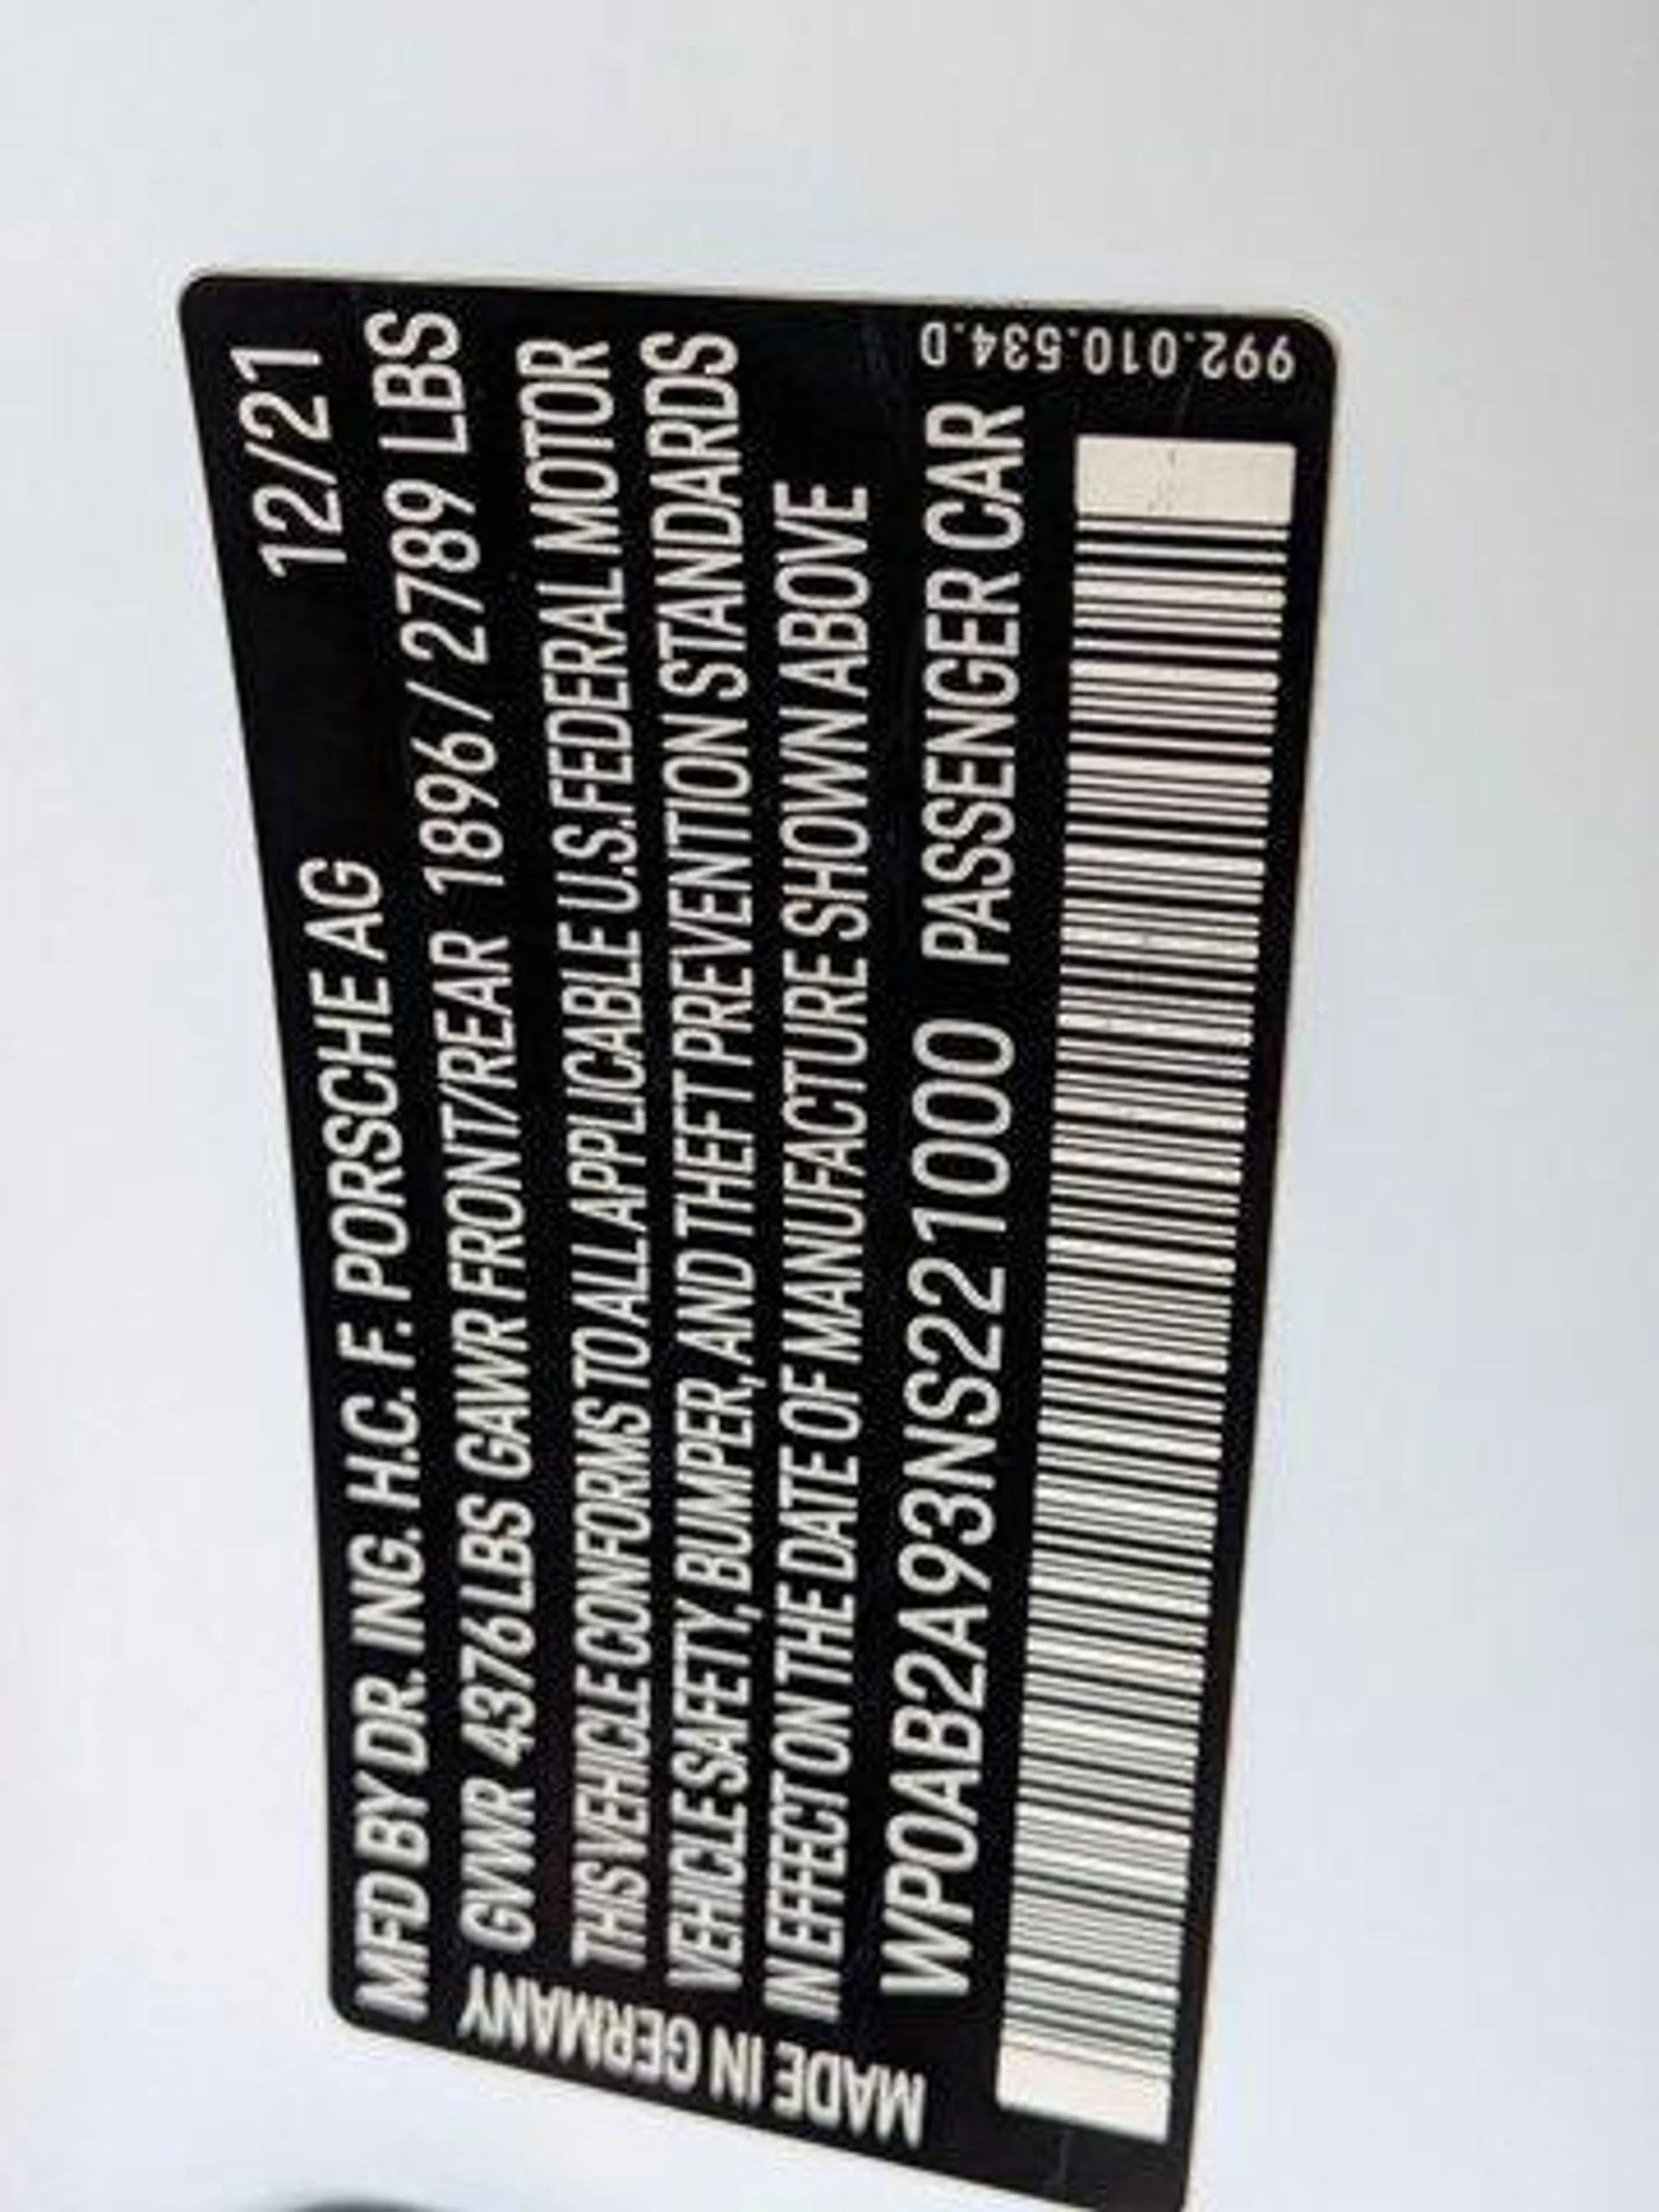 MFD BY DR. ING. H.C. F. PORSCHE AG 12/21
GVWR 4376LBS GAWR FRONT/REAR 1896 / 2789 LBS
THIS VEHICLE CONFORMS TO ALL APPLICABLE U.S.FEDERAL MOTOR
VEHICLE SAFETY, BUMPER, AND THEFT PREVENTION STANDARDS
IN EFFECT ON THE DATE OF MANUFACTURE SHOWN ABOVE
WP0AB2A93NS221000 PASSENGER CAR
MADE IN GERMANY
992.010.534.D